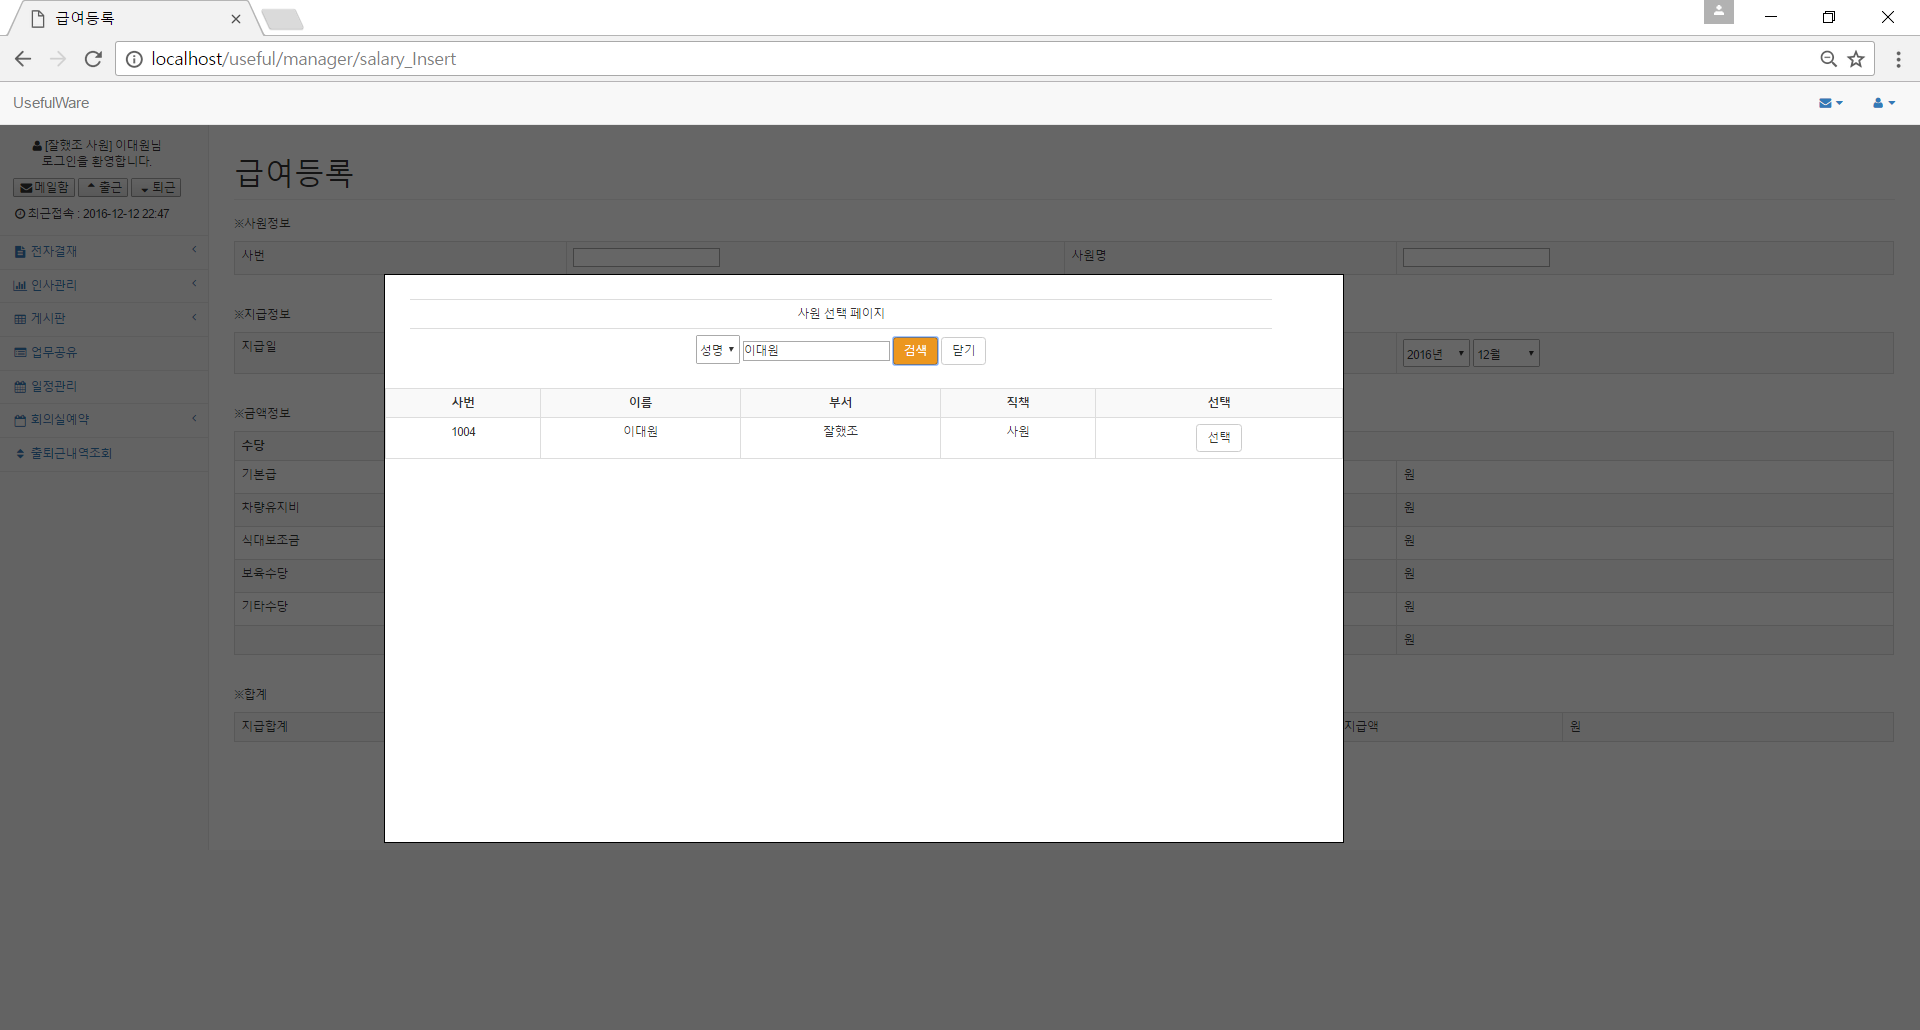 급여등록
localhost/useful/manager/salary_Insert
UsefulWare
[잘했조 사원] 이대원님
로그인을 환영합니다.
메일함 출근 퇴근
최근접속 : 2016-12-12 22:47
전자결재
인사관리
게시판
업무공유
일정관리
회의실예약
출퇴근내역조회
급여등록
※사원정보
사번 사원명
※지급정보
지급일 2016년 12월
※금액정보
수당
기본급 원
차량유지비 원
식대보조금 원
보육수당 원
기타수당 원
원
※합계
지급합계 지급액 원
사원 선택 페이지
성명 이대원 검색 닫기
사번 이름 부서 직책 선택
1004 이대원 잘했조 사원 선택